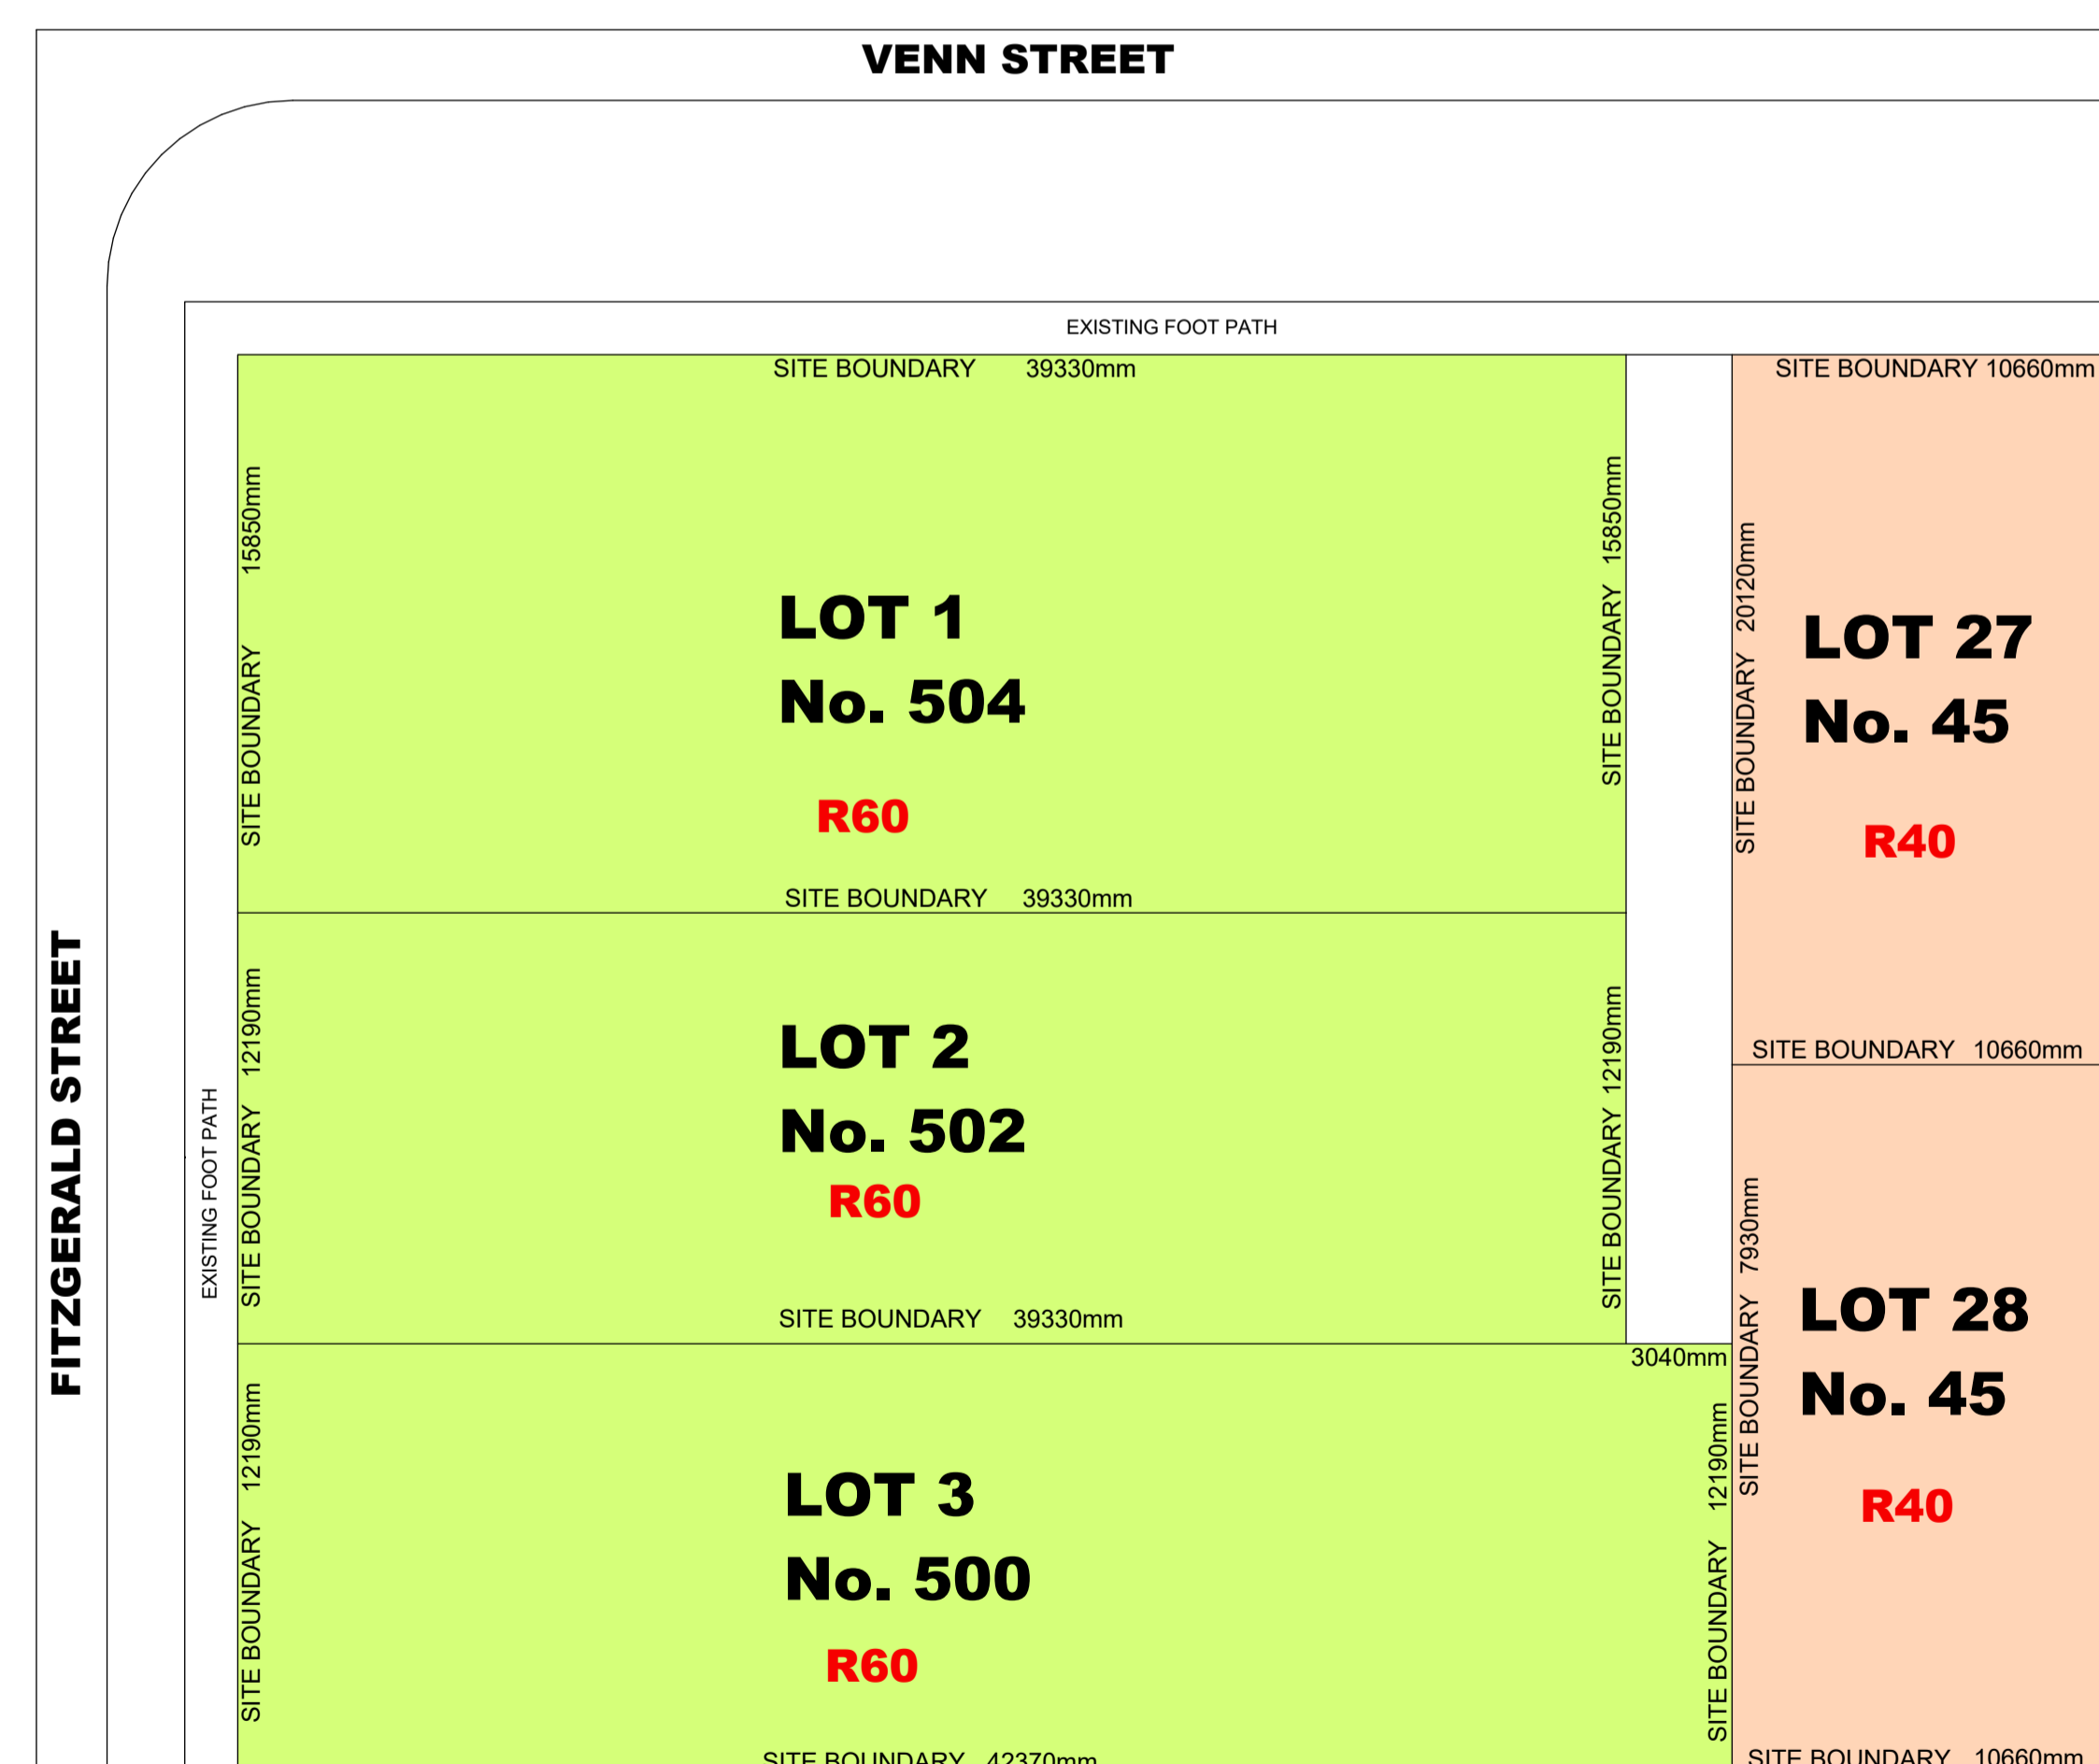 VENN STREET
EXISTING FOOT PATH
SITE BOUNDARY 39330mm
SITE BOUNDARY 10660mm
SITE BOUNDARY 15850mm
SITE BOUNDARY 15850mm
SITE BOUNDARY 20120mm
LOT 1
No. 504
R60
LOT 27
No. 45
R40
SITE BOUNDARY 39330mm
FITZGERALD STREET
EXISTING FOOT PATH
SITE BOUNDARY 12190mm
LOT 2
No. 502
R60
SITE BOUNDARY 12190mm
SITE BOUNDARY 10660mm
SITE BOUNDARY 39330mm
SITE BOUNDARY 7930mm
LOT 28
No. 45
R40
3040mm
SITE BOUNDARY 12190mm
LOT 3
No. 500
R60
SITE BOUNDARY 12190mm
SITE BOUNDARY 42370mm
SITE BOUNDARY 10660mm